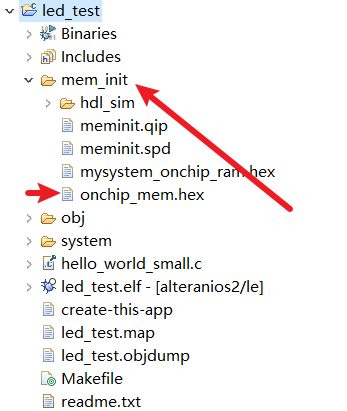 led_test
Binaries
Includes
mem_init
hdl_sim
meminit.qip
meminit.spd
mysystem_onchip_ram.hex
onchip_mem.hex
obj
system
hello_world_small.c
led_test.elf - [alteranios2/le]
create-this-app
led_test.map
led_test.objdump
Makefile
readme.txt